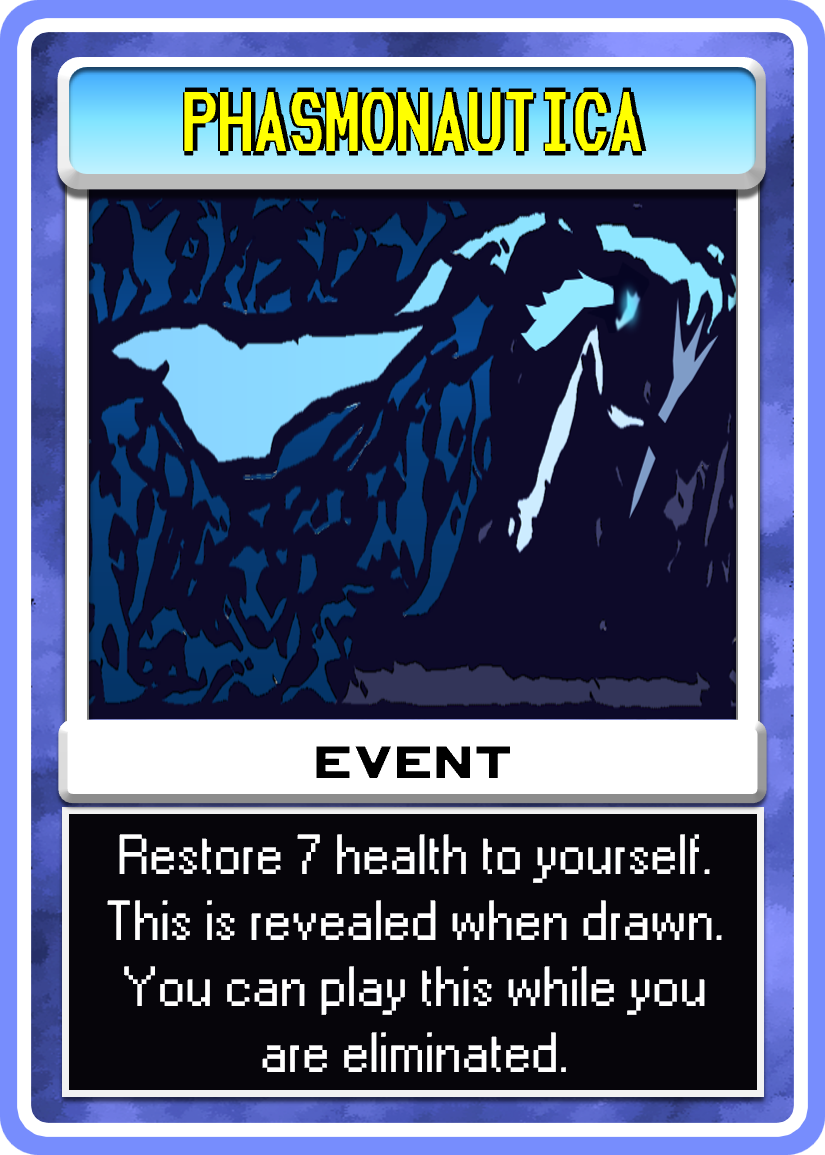 PHASMONAUTICA
EVENT
Restore 7 health to yourself.
This is revealed when drawn.
You can play this while you
are eliminated.